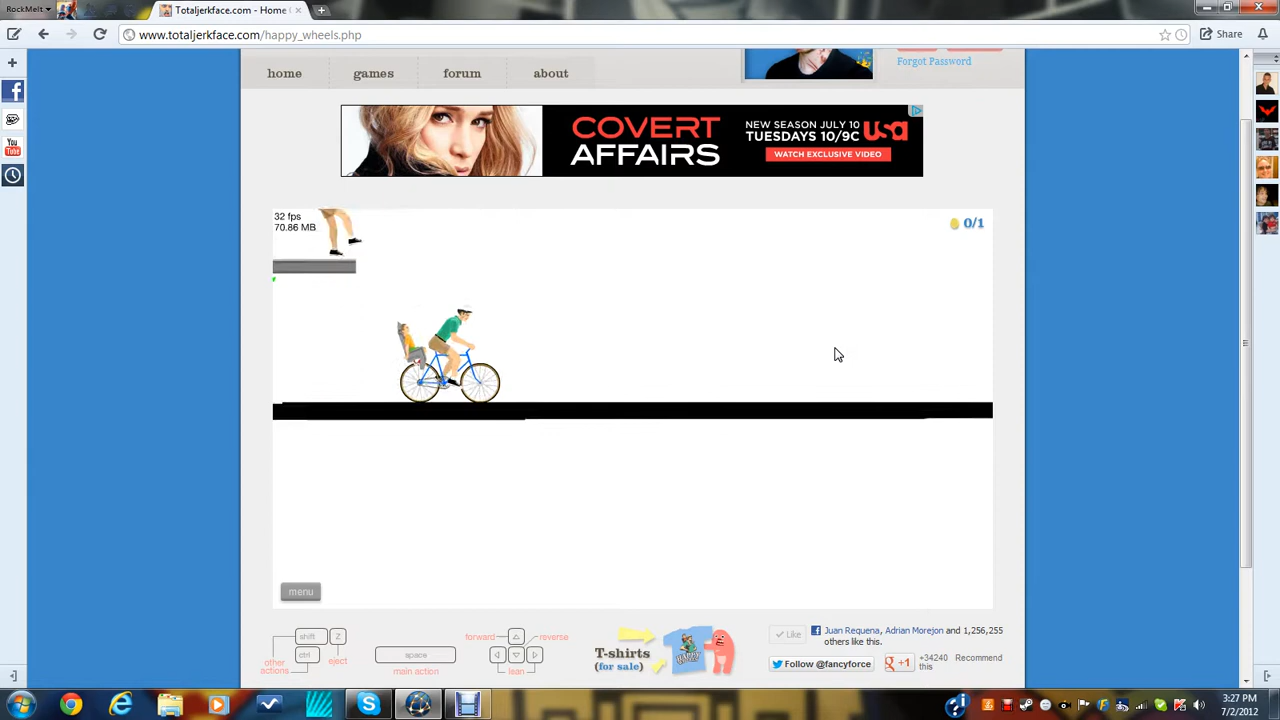 RockMelt
Totaljerkface.com - Home (
www.totaljerkface.com/happy_wheels.php
Share
home
games
forum
about
Forgot Password
COVERT
AFFAIRS
NEW SEASON JULY 10
TUESDAYS 10/9C
usa
WATCH EXCLUSIVE VIDEO
32 fps
70.86 MB
0/1
menu
shift
Z
ctrl
eject
other
actions
space
main action
forward
reverse
lean
T-shirts
(for sale)
Like
Juan Requena, Adrian Morejon and 1,256,255
others like this.
Follow @fancyforce
+1
+34240 Recommend
this
You
Tube
3:27 PM
7/2/2012